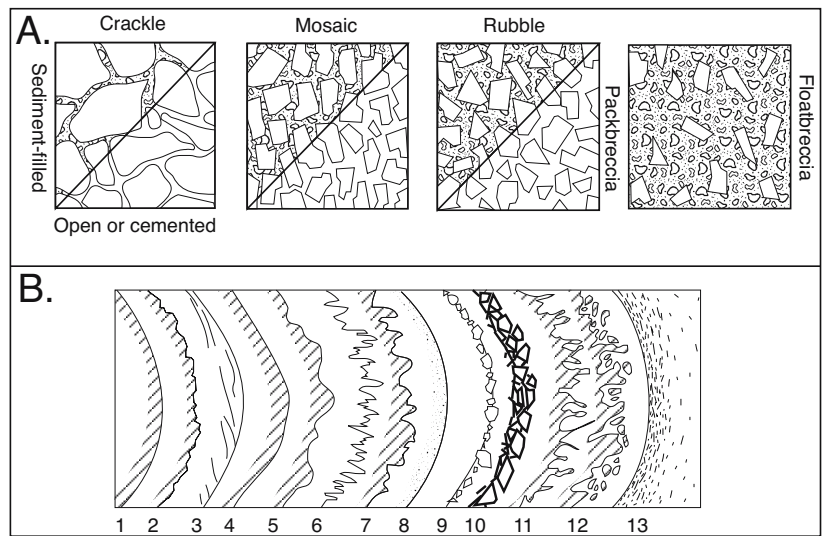 A.
Crackle
Mosaic
Rubble
Sediment-filled
Packbreccia
Floatbreccia
Open or cemented
B.
1 2 3 4 5 6 7 8 9 10 11 12 13